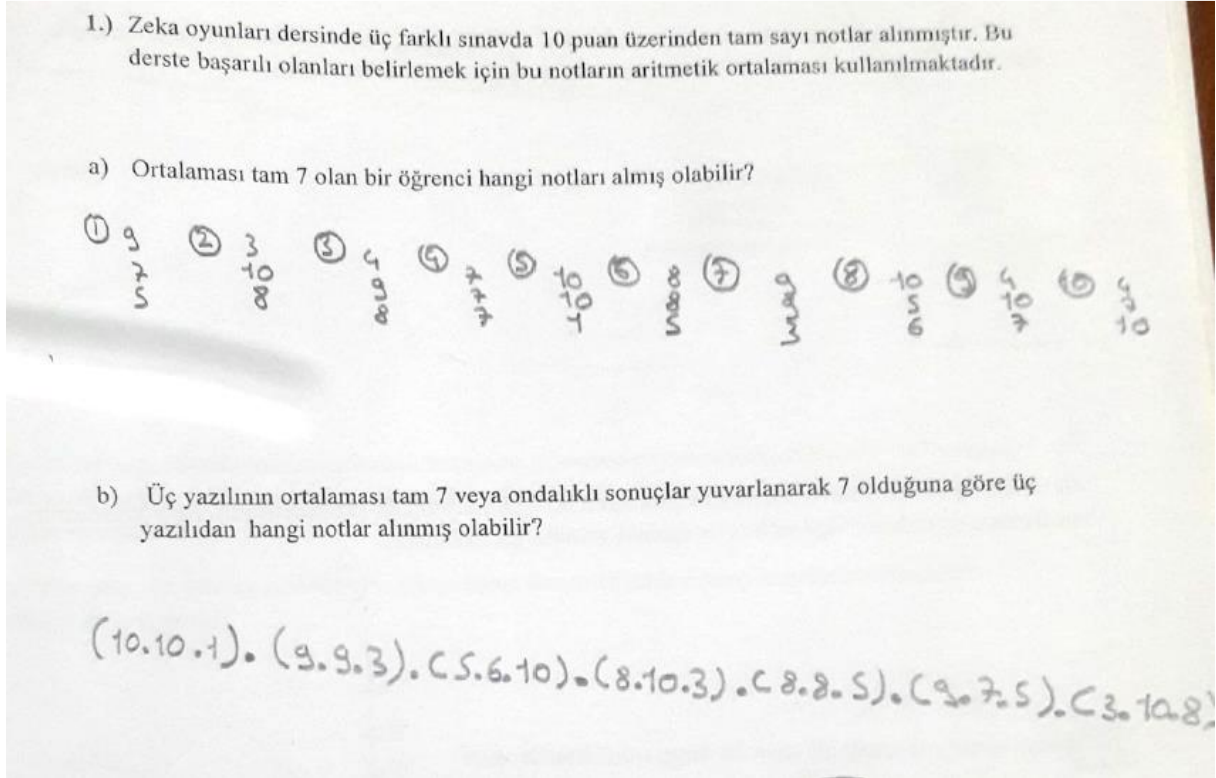 1.) Zeka oyunları dersinde üç farklı sınavda 10 puan üzerinden tam sayı notlar alınmıştır. Bu
derste başarılı olanları belirlemek için bu notların aritmetik ortalaması kullanılmaktadır.
a) Ortalaması tam 7 olan bir öğrenci hangi notları almış olabilir?
① 9 7 5
② 3 10 8
③ 4 9 8
④ 7 7 7
⑤ 10 10 1
⑥ 8 8 5
⑦ 9 9 3
⑧ 10 5 6
⑨ 4 10 7
⑩ 4 10
b) Üç yazılının ortalaması tam 7 veya ondalıklı sonuçlar yuvarlanarak 7 olduğuna göre üç
yazılıdan hangi notlar alınmış olabilir?
(10.10.1). (9.9.3). (5.6.10). (8.10.3). (8.8.5). (9.7.5). (3.10.8)